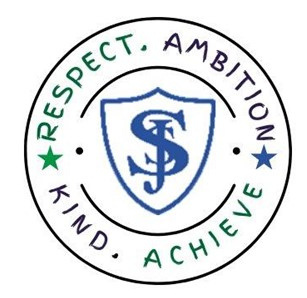 RESPECT. AMBITION
SJ
KIND. ACHIEVE